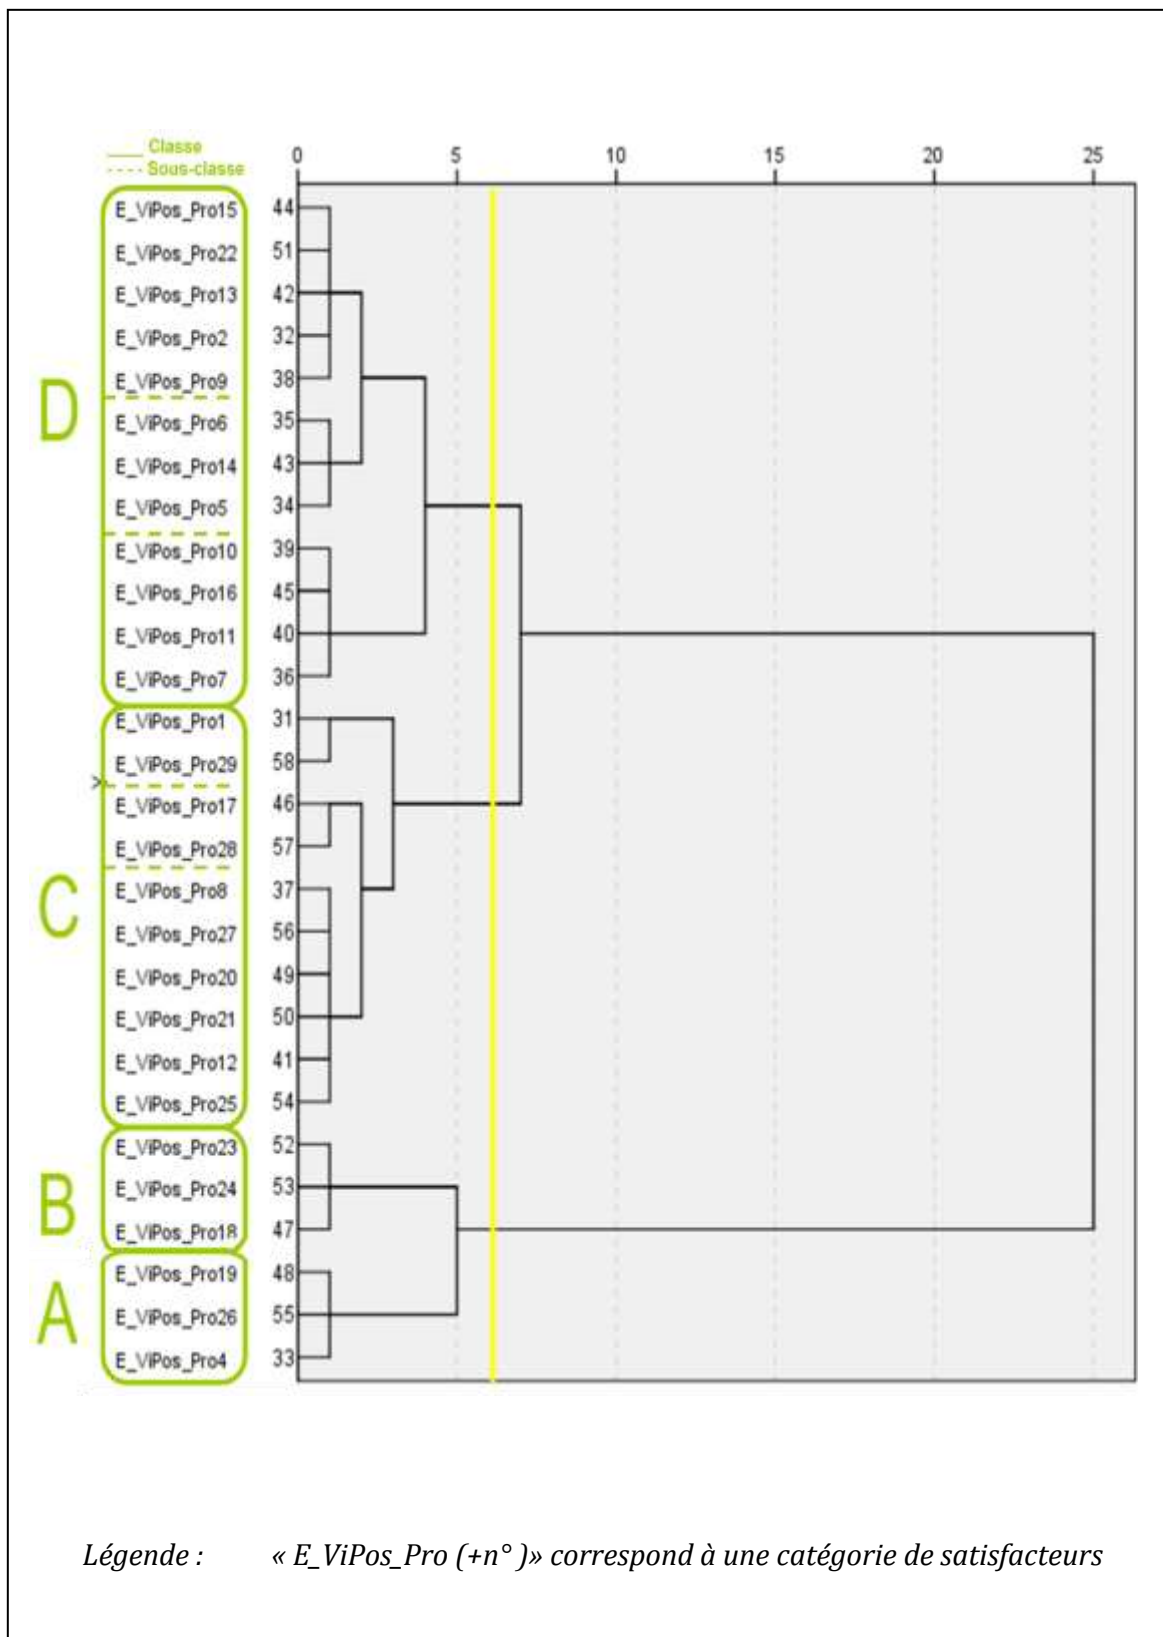 Classe
Sous-classe
0 5 10 15 20 25
E_ViPos_Pro15 44
E_ViPos_Pro22 51
E_ViPos_Pro13 42
E_ViPos_Pro2 32
E_ViPos_Pro9 38
D
E_ViPos_Pro6 35
E_ViPos_Pro14 43
E_ViPos_Pro5 34
E_ViPos_Pro10 39
E_ViPos_Pro16 45
E_ViPos_Pro11 40
E_ViPos_Pro7 36
E_ViPos_Pro1 31
E_ViPos_Pro29 58
>
E_ViPos_Pro17 46
E_ViPos_Pro28 57
E_ViPos_Pro8 37
C
E_ViPos_Pro27 56
E_ViPos_Pro20 49
E_ViPos_Pro21 50
E_ViPos_Pro12 41
E_ViPos_Pro25 54
E_ViPos_Pro23 52
E_ViPos_Pro24 53
B
E_ViPos_Pro18 47
E_ViPos_Pro19 48
A
E_ViPos_Pro26 55
E_ViPos_Pro4 33
Légende : « E_ViPos_Pro (+n° )» correspond à une catégorie de satisfacteurs